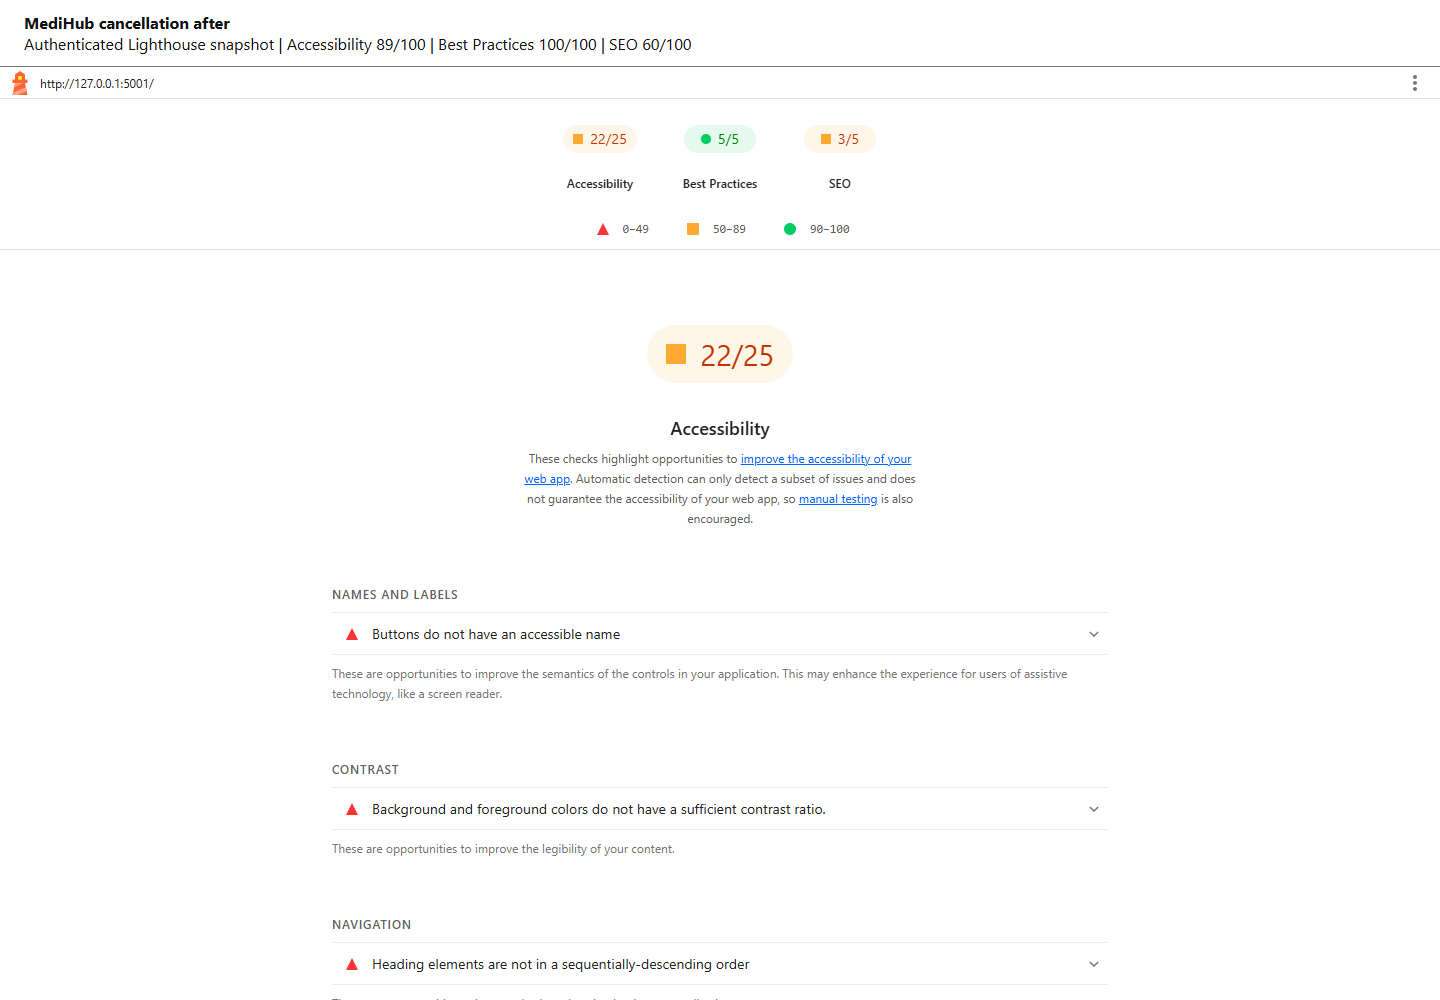 MediHub cancellation after
Authenticated Lighthouse snapshot | Accessibility 89/100 | Best Practices 100/100 | SEO 60/100
http://127.0.0.1:5001/
22/25
5/5
3/5
Accessibility
Best Practices
SEO
0–49
50–89
90–100
22/25
Accessibility
These checks highlight opportunities to improve the accessibility of your
web app. Automatic detection can only detect a subset of issues and does
not guarantee the accessibility of your web app, so manual testing is also
encouraged.
NAMES AND LABELS
Buttons do not have an accessible name
These are opportunities to improve the semantics of the controls in your application. This may enhance the experience for users of assistive
technology, like a screen reader.
CONTRAST
Background and foreground colors do not have a sufficient contrast ratio.
These are opportunities to improve the legibility of your content.
NAVIGATION
Heading elements are not in a sequentially-descending order